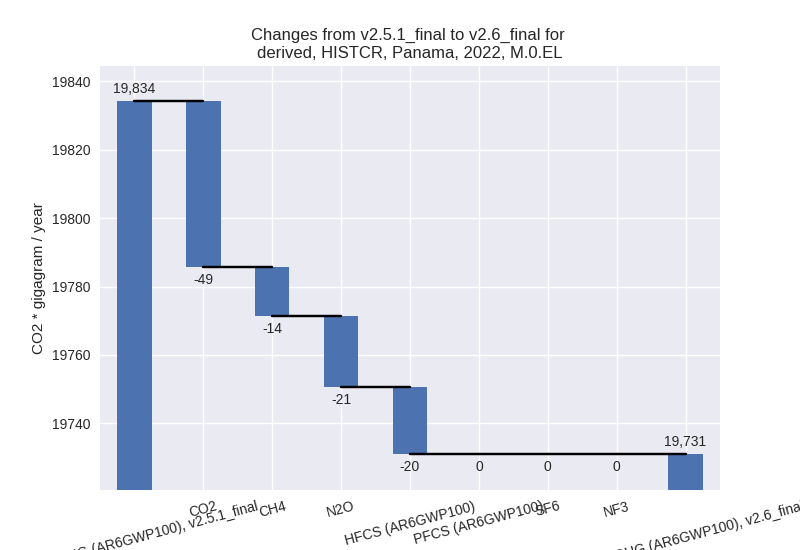 Changes from v2.5.1_final to v2.6_final for
derived, HISTCR, Panama, 2022, M.0.EL
CO2 * gigagram / year
19840
19820
19800
19780
19760
19740
19,834
-49
-14
-21
-20
0
0
0
19,731
(AR6GWP100), v2.5.1_final
CO2
CH4
N2O
HFCS (AR6GWP100)
PFCS (AR6GWP100)
SF6
NF3
(AR6GWP100), v2.6_final